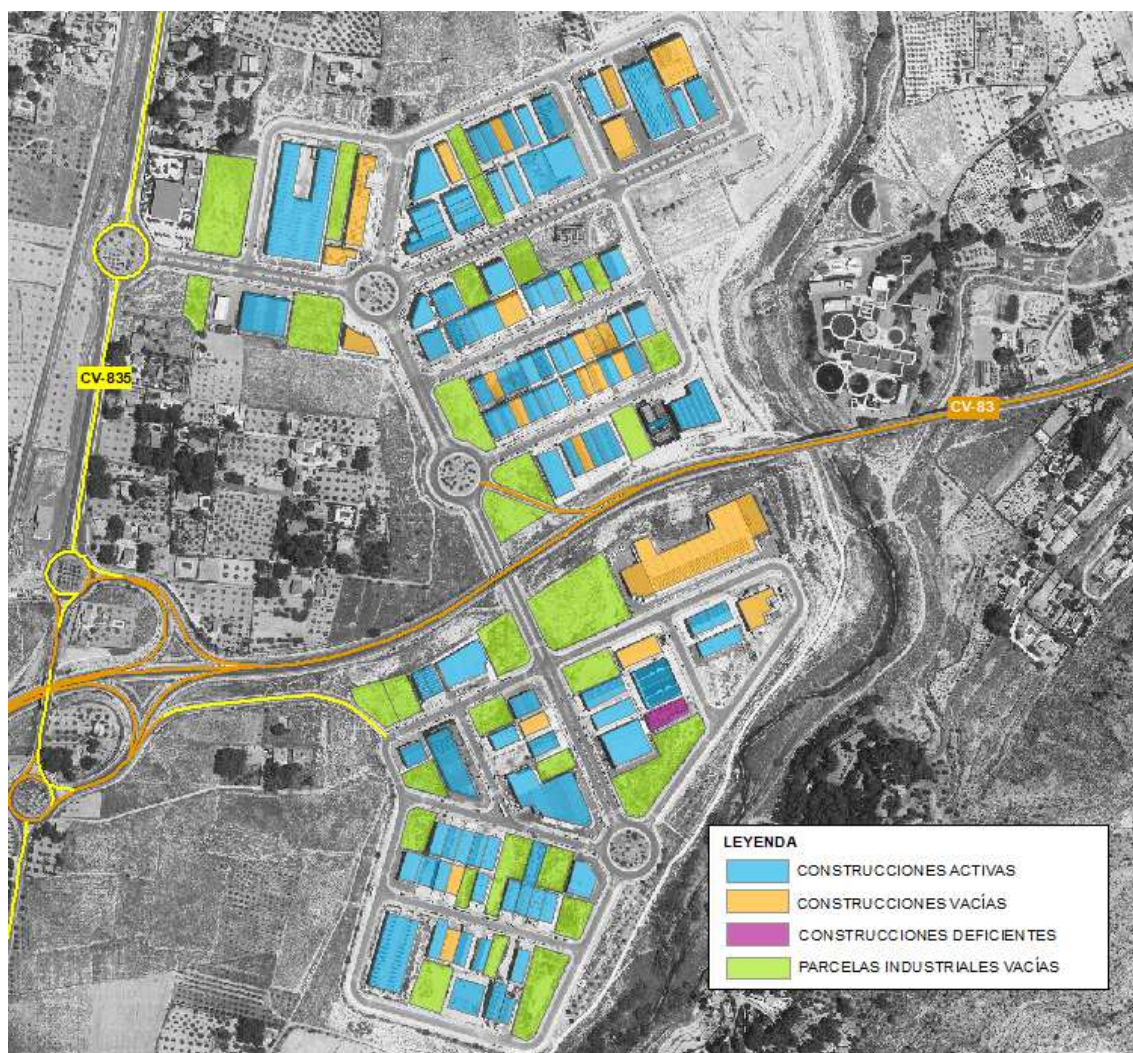 CV-835
CV-83
LEYENDA
CONSTRUCCIONES ACTIVAS
CONSTRUCCIONES VACÍAS
CONSTRUCCIONES DEFICIENTES
PARCELAS INDUSTRIALES VACÍAS